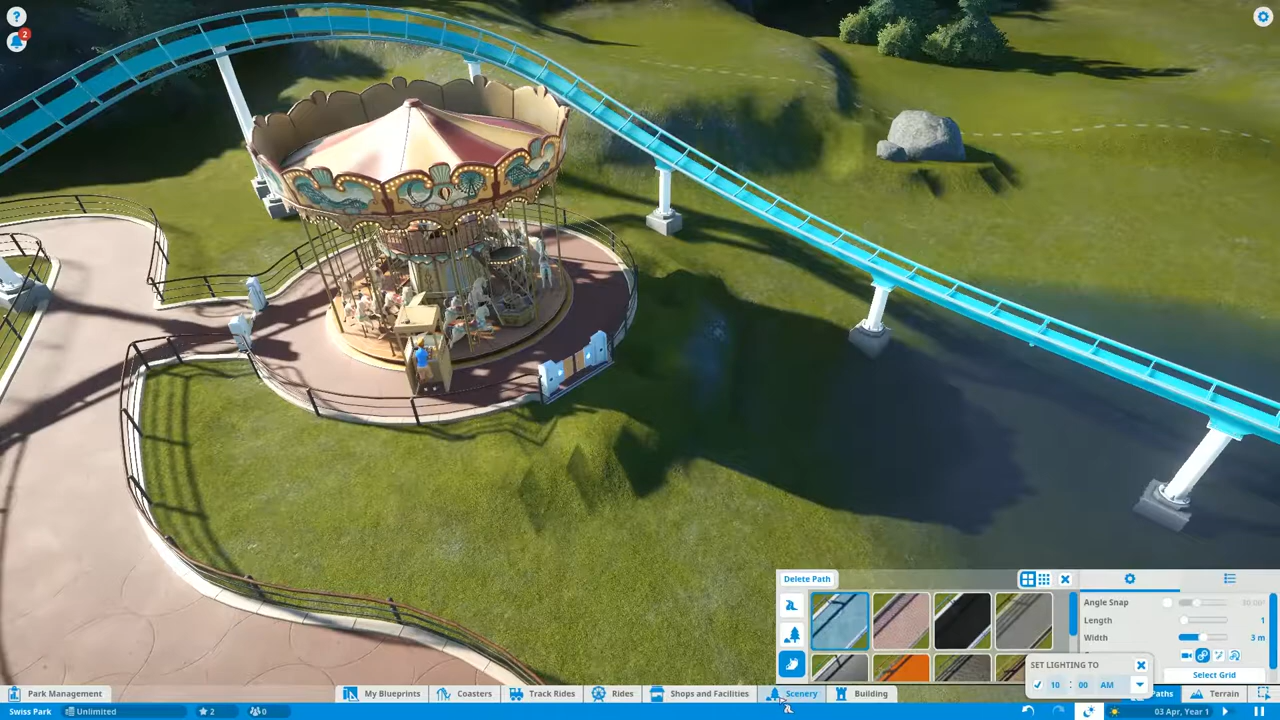 ?
2
Delete Path
Angle Snap
Length 1
Width 3 m
SET LIGHTING TO
Select Grid
10 : 00 AM
Park Management
My Blueprints
Coasters
Track Rides
Rides
Shops and Facilities
Scenery
Building
Paths
Terrain
Swiss Park
Unlimited
2
0
03 Apr, Year 1